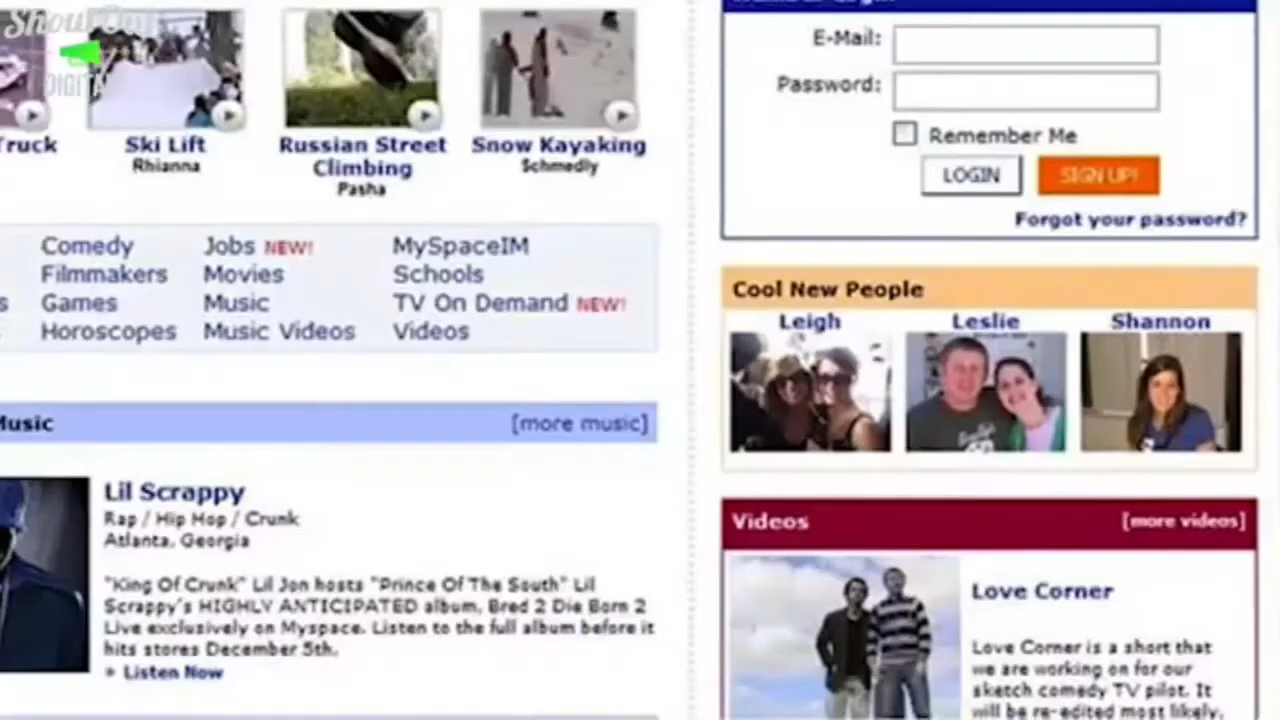 Shout Out
DIGITAL
Truck
Ski Lift
Rhianna
Russian Street
Climbing
Pasha
Snow Kayaking
Schmedly
Comedy
Jobs NEW!
MySpaceIM
Filmmakers
Movies
Schools
Games
Music
TV On Demand NEW!
Horoscopes
Music Videos
Videos
Music
[more music]
Lil Scrappy
Rap / Hip Hop / Crunk
Atlanta, Georgia
"King Of Crunk" Lil Jon hosts "Prince Of The South" Lil
Scrappy's HIGHLY ANTICIPATED album, Bred 2 Die Born 2
Live exclusively on Myspace. Listen to the full album before it
hits stores December 5th.
» Listen Now
Member Login
E-Mail:
Password:
Remember Me
LOGIN
SIGN UP!
Forgot your password?
Cool New People
Leigh
Leslie
Shannon
Videos
[more videos]
Love Corner
Love Corner is a short that
we are working on for our
sketch comedy TV pilot. It
will be re-edited most likely,